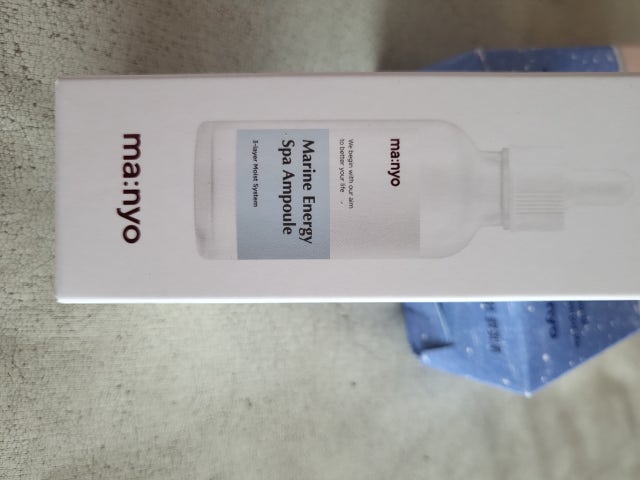 ma:nyo
We begin with our aim
to better your life
Marine Energy
Spa Ampoule
3-layer Moist System
ma:nyo